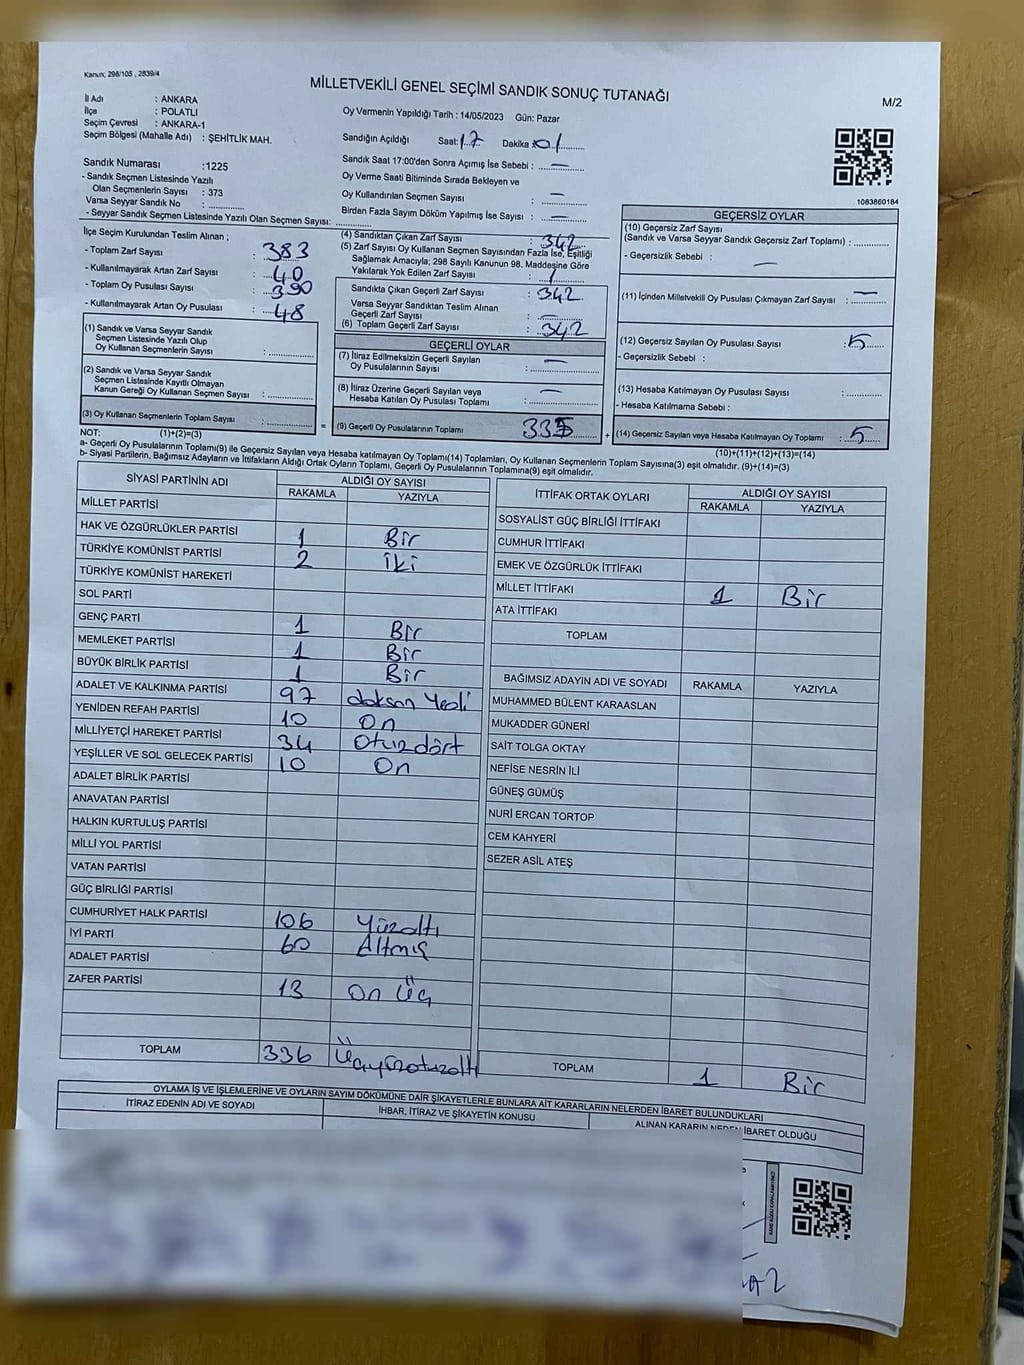 Kanun; 298/105 , 2839/4
MİLLETVEKİLİ GENEL SEÇİMİ SANDIK SONUÇ TUTANAĞI
M/2
İl Adı : ANKARA
İlçe : POLATLI
Seçim Çevresi : ANKARA-1
Seçim Bölgesi (Mahalle Adı) : ŞEHİTLİK MAH.
Oy Vermenin Yapıldığı Tarih : 14/05/2023 Gün: Pazar
Sandığın Açıldığı Saat: 17 Dakika : 01
Sandık Saat 17:00'den Sonra Açımış İse Sebebi : —
Oy Verme Saati Bitiminde Sırada Bekleyen ve
Oy Kullandırılan Seçmen Sayısı : —
Birden Fazla Sayım Döküm Yapılmış İse Sayısı : —
1083860184
Sandık Numarası :1225
- Sandık Seçmen Listesinde Yazılı
Olan Seçmenlerin Sayısı : 373
Varsa Seyyar Sandık No : ............
- Seyyar Sandık Seçmen Listesinde Yazılı Olan Seçmen Sayısı: ............
İlçe Seçim Kurulundan Teslim Alınan ;
- Toplam Zarf Sayısı : 383
- Kullanılmayarak Artan Zarf Sayısı : 40
- Toplam Oy Pusulası Sayısı : 390
- Kullanılmayarak Artan Oy Pusulası : 48
(1) Sandık ve Varsa Seyyar Sandık
Seçmen Listesinde Yazılı Olup
Oy Kullanan Seçmenlerin Sayısı : ............
(2) Sandık ve Varsa Seyyar Sandık
Seçmen Listesinde Kayıtlı Olmayan
Kanun Gereği Oy Kullanan Seçmen Sayısı : ............
(3) Oy Kullanan Seçmenlerin Toplam Sayısı : ............
(4) Sandıktan Çıkan Zarf Sayısı : 342
(5) Zarf Sayısı Oy Kullanan Seçmen Sayısından Fazla İse, Eşitliği
Sağlamak Amacıyla; 298 Sayılı Kanunun 98. Maddesine Göre
Yakılarak Yok Edilen Zarf Sayısı :
Sandıkta Çıkan Geçerli Zarf Sayısı : 342
Varsa Seyyar Sandıktan Teslim Alınan
Geçerli Zarf Sayısı : —
(6) Toplam Geçerli Zarf Sayısı : 342
GEÇERLİ OYLAR
(7) İtiraz Edilmeksizin Geçerli Sayılan
Oy Pusulalarının Sayısı : —
(8) İtiraz Üzerine Geçerli Sayılan veya
Hesaba Katılan Oy Pusulası Toplamı : —
= (9) Geçerli Oy Pusulalarının Toplamı +
GEÇERSİZ OYLAR
(10) Geçersiz Zarf Sayısı
(Sandık ve Varsa Seyyar Sandık Geçersiz Zarf Toplamı) : ............
- Geçersizlik Sebebi : —
(11) İçinden Milletvekili Oy Pusulası Çıkmayan Zarf Sayısı : —
(12) Geçersiz Sayılan Oy Pusulası Sayısı : 5
- Geçersizlik Sebebi :
(13) Hesaba Katılmayan Oy Pusulası Sayısı : ............
- Hesaba Katılmama Sebebi :
(14) Geçersiz Sayılan veya Hesaba Katılmayan Oy Toplamı : 5
NOT: (1)+(2)=(3)
(10)+(11)+(12)+(13)=(14)
a- Geçerli Oy Pusulalarının Toplamı(9) ile Geçersiz Sayılan veya Hesaba katılmayan Oy Toplamı(14) Toplamları, Oy Kullanan Seçmenlerin Toplam Sayısına(3) eşit olmalıdır. (9)+(14)=(3)
b- Siyasi Partilerin, Bağımsız Adayların ve İttifakların Aldığı Ortak Oyların Toplamı, Geçerli Oy Pusulalarının Toplamına(9) eşit olmalıdır.
SİYASİ PARTİNİN ADI ALDIĞI OY SAYISI
RAKAMLA YAZIYLA
MİLLET PARTİSİ
HAK VE ÖZGÜRLÜKLER PARTİSİ 1 Bir
TÜRKİYE KOMÜNİST PARTİSİ 2 iki
TÜRKİYE KOMÜNİST HAREKETİ
SOL PARTİ
GENÇ PARTİ 1 Bir
MEMLEKET PARTİSİ 1 Bir
BÜYÜK BİRLİK PARTİSİ 1 Bir
ADALET VE KALKINMA PARTİSİ 97 doksan Yedi
YENİDEN REFAH PARTİSİ 10 On
MİLLİYETÇİ HAREKET PARTİSİ 34 Otuzdört
YEŞİLLER VE SOL GELECEK PARTİSİ 10 On
ADALET BİRLİK PARTİSİ
ANAVATAN PARTİSİ
HALKIN KURTULUŞ PARTİSİ
MİLLİ YOL PARTİSİ
VATAN PARTİSİ
GÜÇ BİRLİĞİ PARTİSİ
CUMHURİYET HALK PARTİSİ 106 Yüzaltı
İYİ PARTİ 60 Altmış
ADALET PARTİSİ
ZAFER PARTİSİ 13 On Üç
TOPLAM 336 Üçyüzotuzaltı
İTTİFAK ORTAK OYLARI ALDIĞI OY SAYISI
RAKAMLA YAZIYLA
SOSYALİST GÜÇ BİRLİĞİ İTTİFAKI
CUMHUR İTTİFAKI
EMEK VE ÖZGÜRLÜK İTTİFAKI
MİLLET İTTİFAKI 1 Bir
ATA İTTİFAKI
TOPLAM
BAĞIMSIZ ADAYIN ADI VE SOYADI RAKAMLA YAZIYLA
MUHAMMED BÜLENT KARAASLAN
MUKADDER GÜNERİ
SAİT TOLGA OKTAY
NEFİSE NESRİN İLİ
GÜNEŞ GÜMÜŞ
NURİ ERCAN TORTOP
CEM KAHYERİ
SEZER ASİL ATEŞ
TOPLAM 1 Bir
OYLAMA İŞ VE İŞLEMLERİNE VE OYLARIN SAYIM DÖKÜMÜNE DAİR ŞİKAYETLERLE BUNLARA AİT KARARLARIN NELERDEN İBARET BULUNDUKLARI
İTİRAZ EDENİN ADI VE SOYADI İHBAR, İTİRAZ VE ŞİKAYETİN KONUSU ALINAN KARARIN NEDEN İBARET OLDUĞU